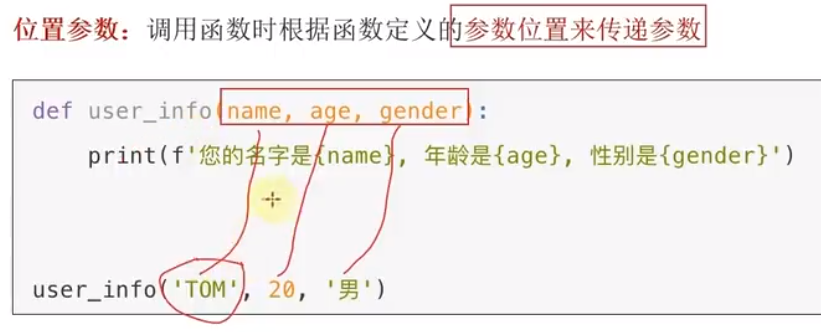 位置参数：调用函数时根据函数定义的参数位置来传递参数
def user_info(name, age, gender):
print(f'您的名字是{name}, 年龄是{age}, 性别是{gender}')
user_info('TOM', 20, '男')